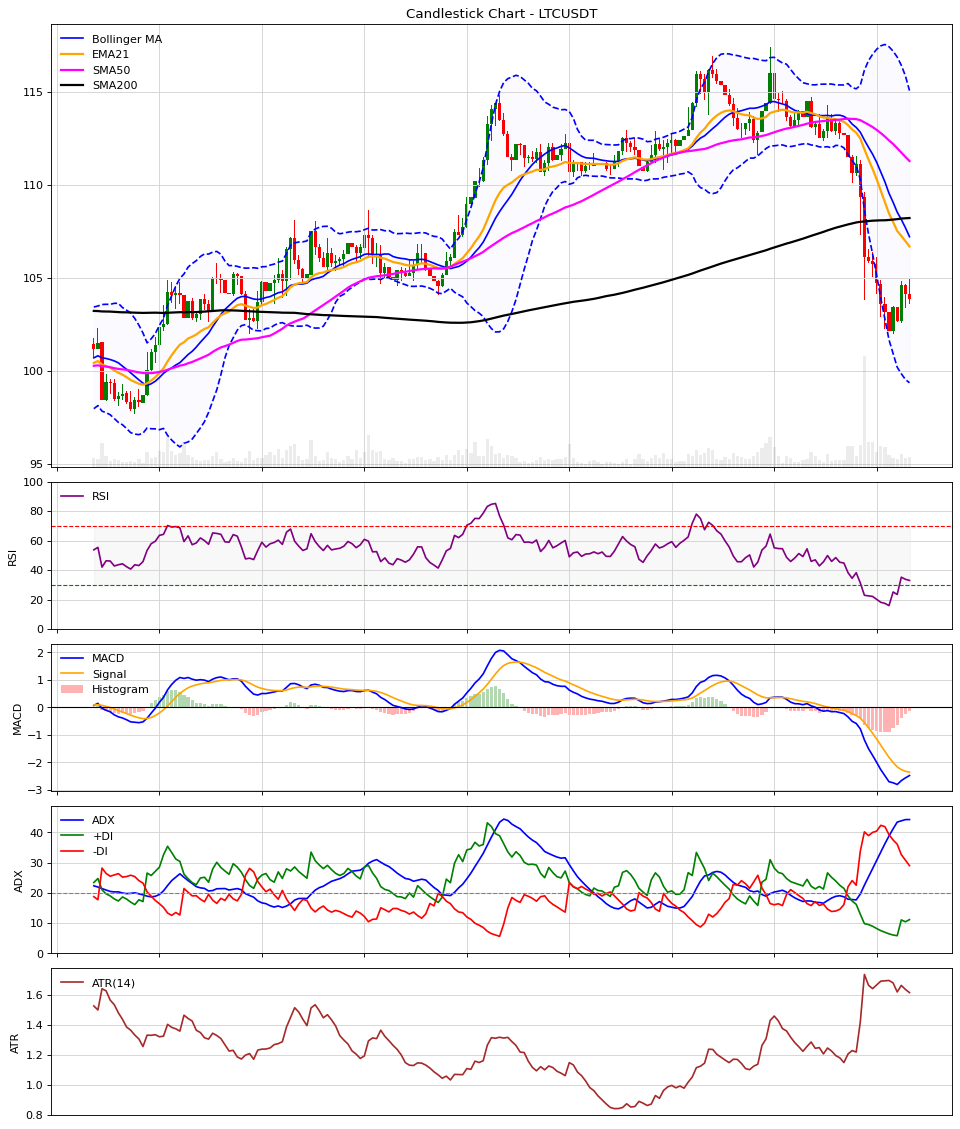 Candlestick Chart - LTCUSDT
Bollinger MA
EMA21
SMA50
SMA200
115
110
105
100
95
RSI
100
80
60
40
20
0
RSI
MACD
Signal
Histogram
2
1
0
−1
−2
−3
MACD
ADX
+DI
-DI
40
30
20
10
0
ADX
ATR(14)
1.6
1.4
1.2
1.0
0.8
ATR